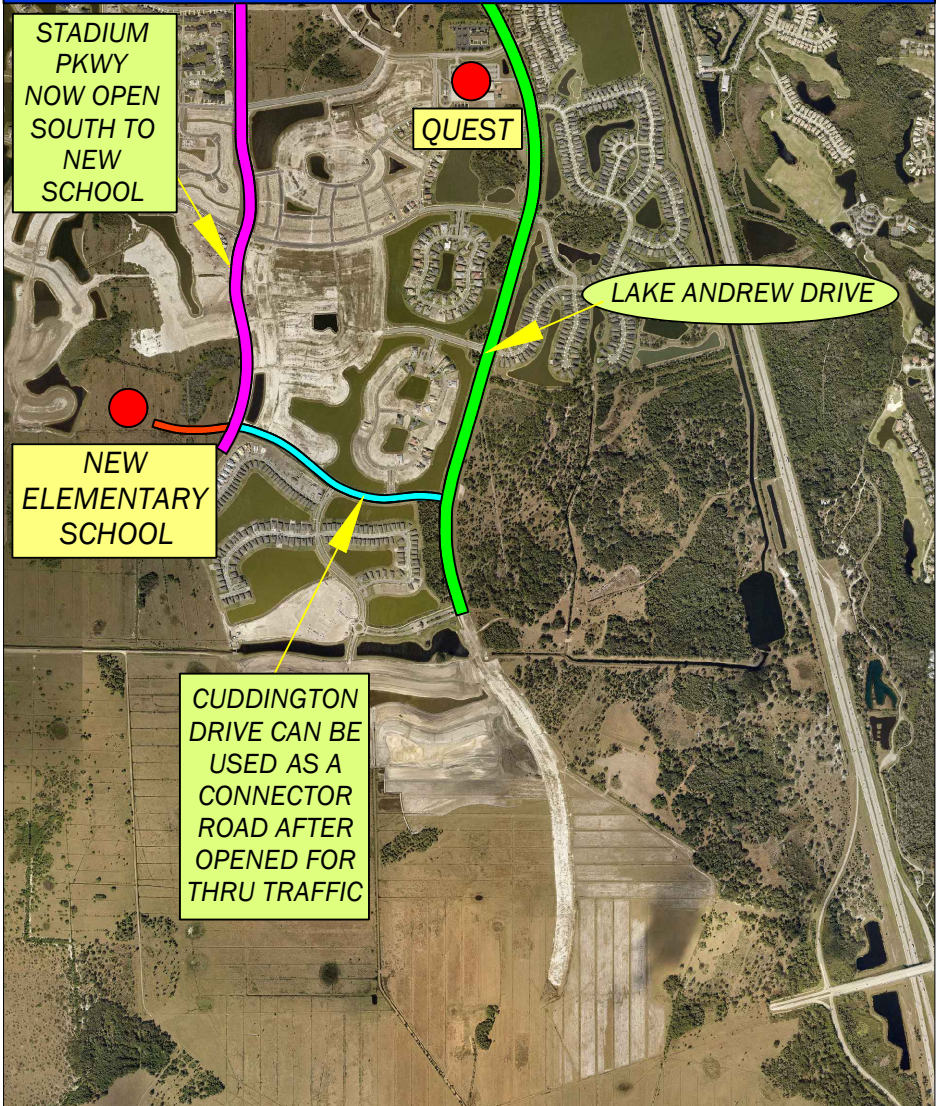 STADIUM
PKWY
NOW OPEN
SOUTH TO
NEW
SCHOOL
QUEST
LAKE ANDREW DRIVE
NEW
ELEMENTARY
SCHOOL
CUDDINGTON
DRIVE CAN BE
USED AS A
CONNECTOR
ROAD AFTER
OPENED FOR
THRU TRAFFIC